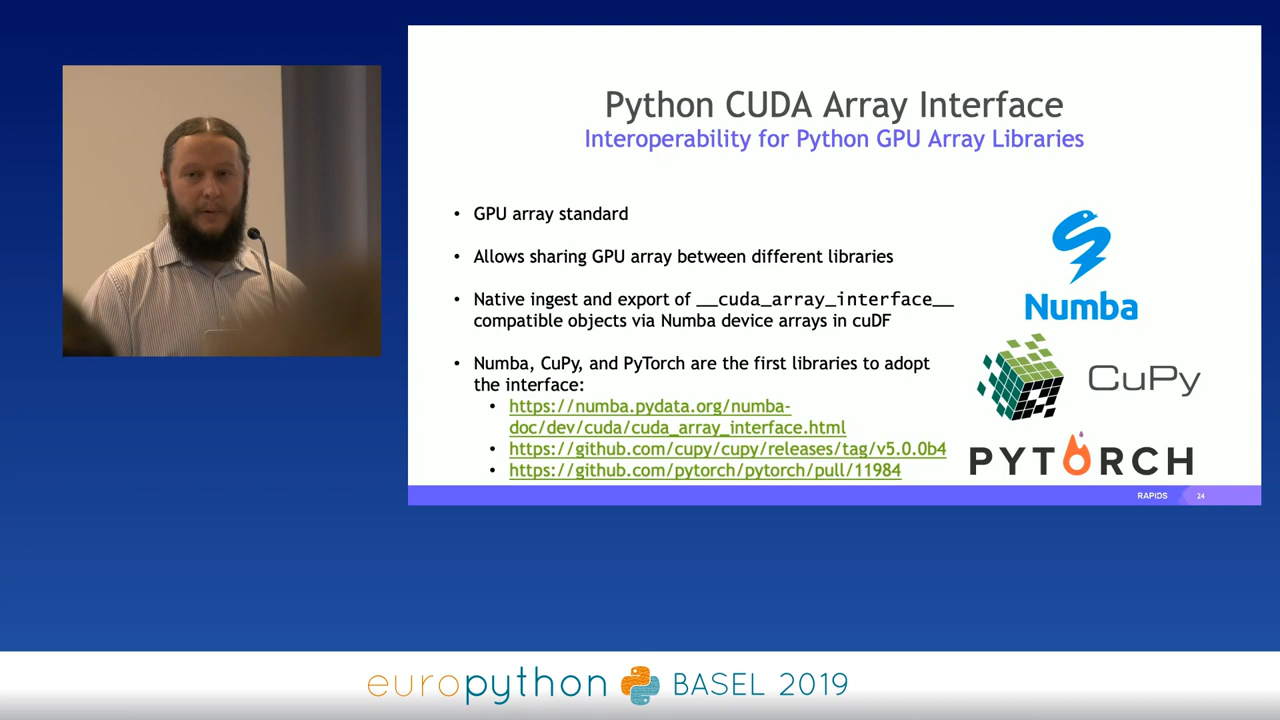 Python CUDA Array Interface
Interoperability for Python GPU Array Libraries
• GPU array standard
• Allows sharing GPU array between different libraries
• Native ingest and export of __cuda_array_interface__
compatible objects via Numba device arrays in cuDF
• Numba, CuPy, and PyTorch are the first libraries to adopt
the interface:
• https://numba.pydata.org/numba-
doc/dev/cuda/cuda_array_interface.html
• https://github.com/cupy/cupy/releases/tag/v5.0.0b4
• https://github.com/pytorch/pytorch/pull/11984
Numba
CuPy
PYTORCH
RAPIDS 24
europython BASEL 2019